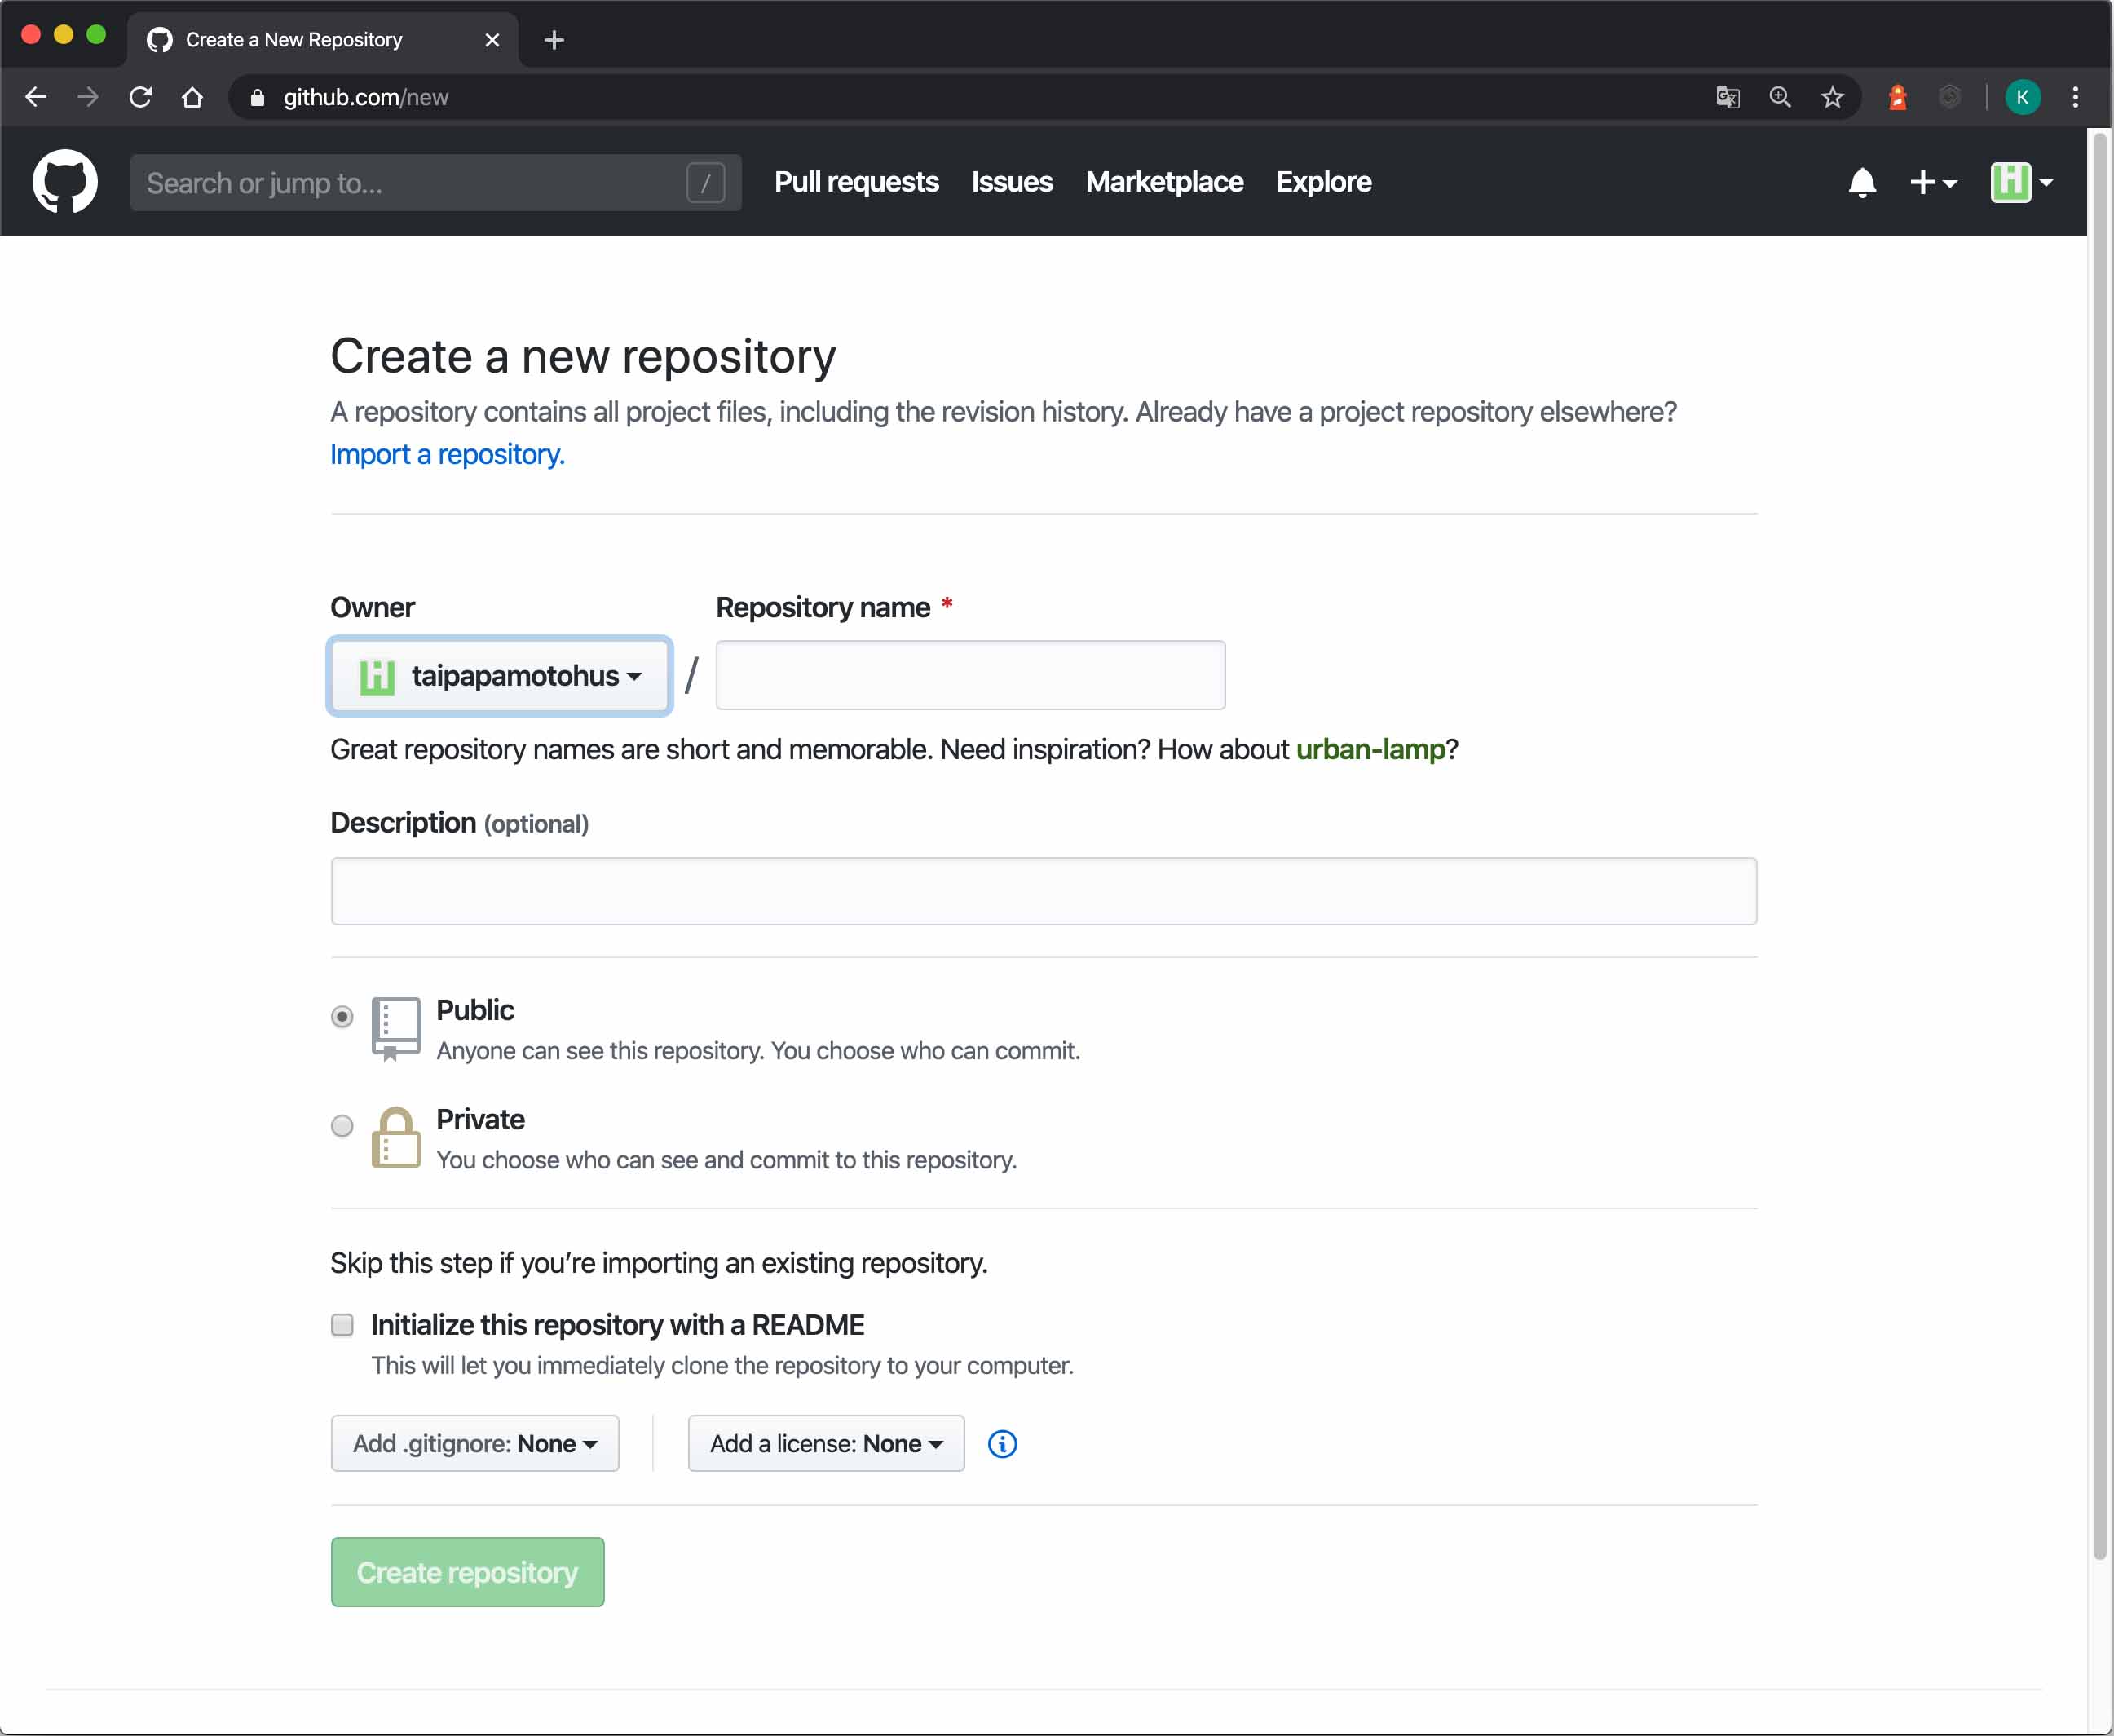 Create a New Repository
github.com/new
K
Search or jump to... /
Pull requests Issues Marketplace Explore
Create a new repository
A repository contains all project files, including the revision history. Already have a project repository elsewhere?
Import a repository.
Owner Repository name *
taipapamotohus /
Great repository names are short and memorable. Need inspiration? How about urban-lamp?
Description (optional)
Public
Anyone can see this repository. You choose who can commit.
Private
You choose who can see and commit to this repository.
Skip this step if you’re importing an existing repository.
Initialize this repository with a README
This will let you immediately clone the repository to your computer.
Add .gitignore: None Add a license: None
Create repository